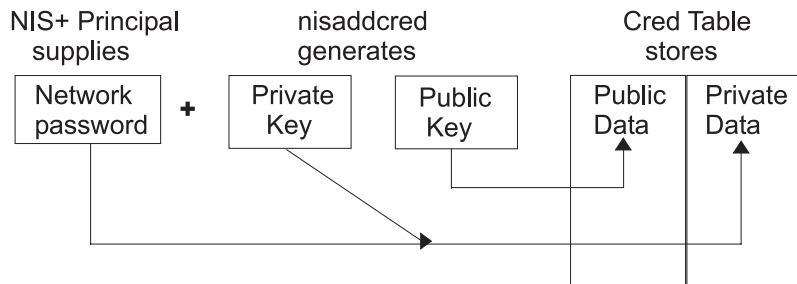 NIS+ Principal
supplies
nisaddcred
generates
Cred Table
stores
Network
password
+
Private
Key
Public
Key
Public
Data
Private
Data